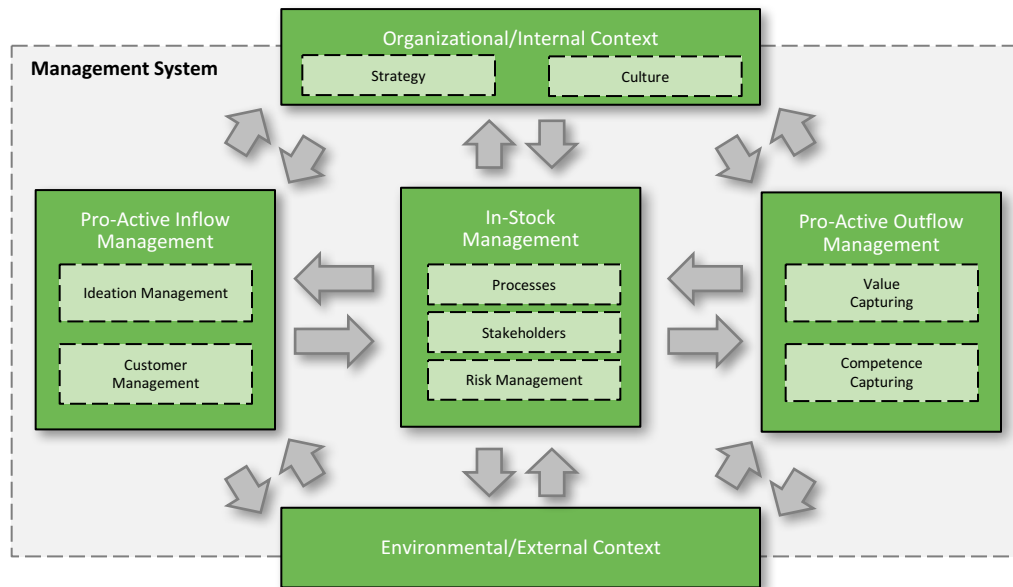 Organizational/Internal Context
Strategy
Culture
Management System
Pro-Active Inflow
Management
Ideation Management
Customer
Management
In-Stock
Management
Processes
Stakeholders
Risk Management
Pro-Active Outflow
Management
Value
Capturing
Competence
Capturing
Environmental/External Context